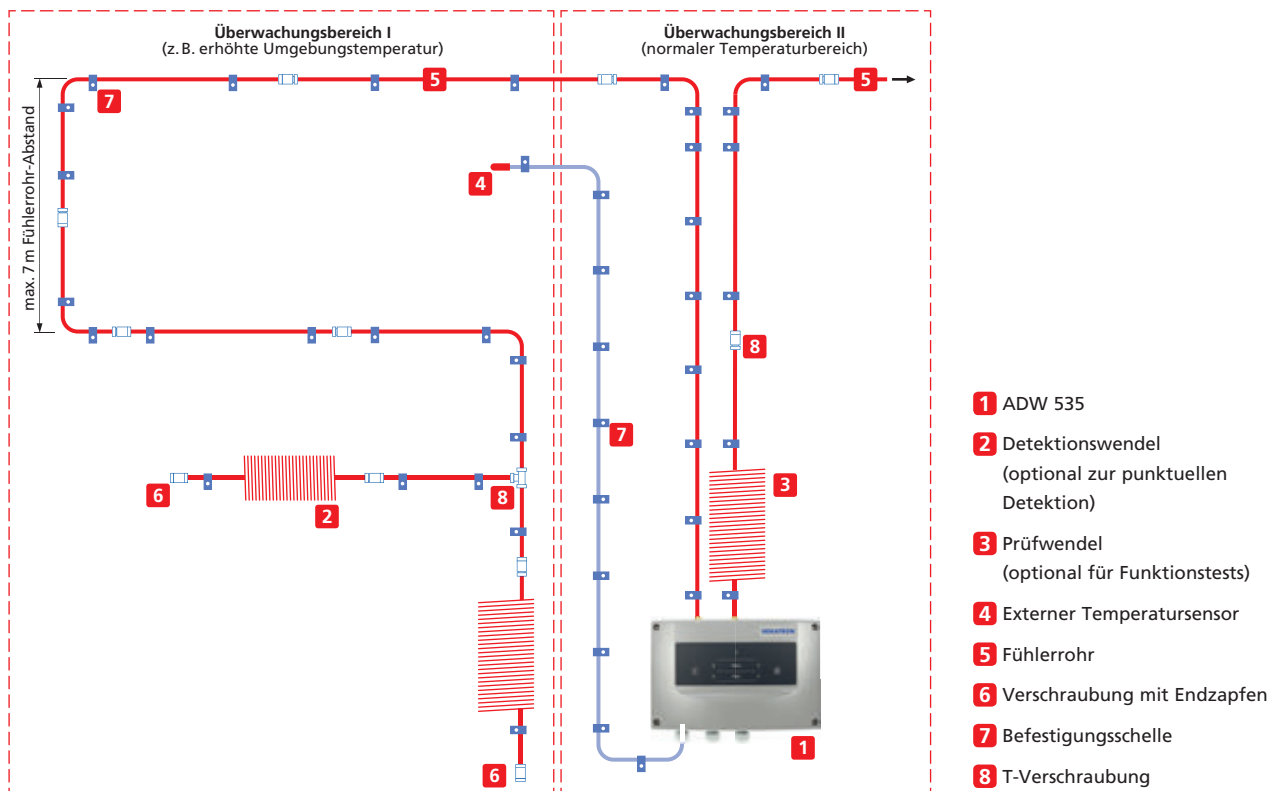 Überwachungsbereich I
(z. B. erhöhte Umgebungstemperatur)
Überwachungsbereich II
(normaler Temperaturbereich)
5
5
7
max. 7 m Fühlerrohr-Abstand
4
8
7
6
2
8
3
6
1
1 ADW 535
2 Detektionswendel
(optional zur punktuellen
Detektion)
3 Prüfwendel
(optional für Funktionstests)
4 Externer Temperatursensor
5 Fühlerrohr
6 Verschraubung mit Endzapfen
7 Befestigungsschelle
8 T-Verschraubung